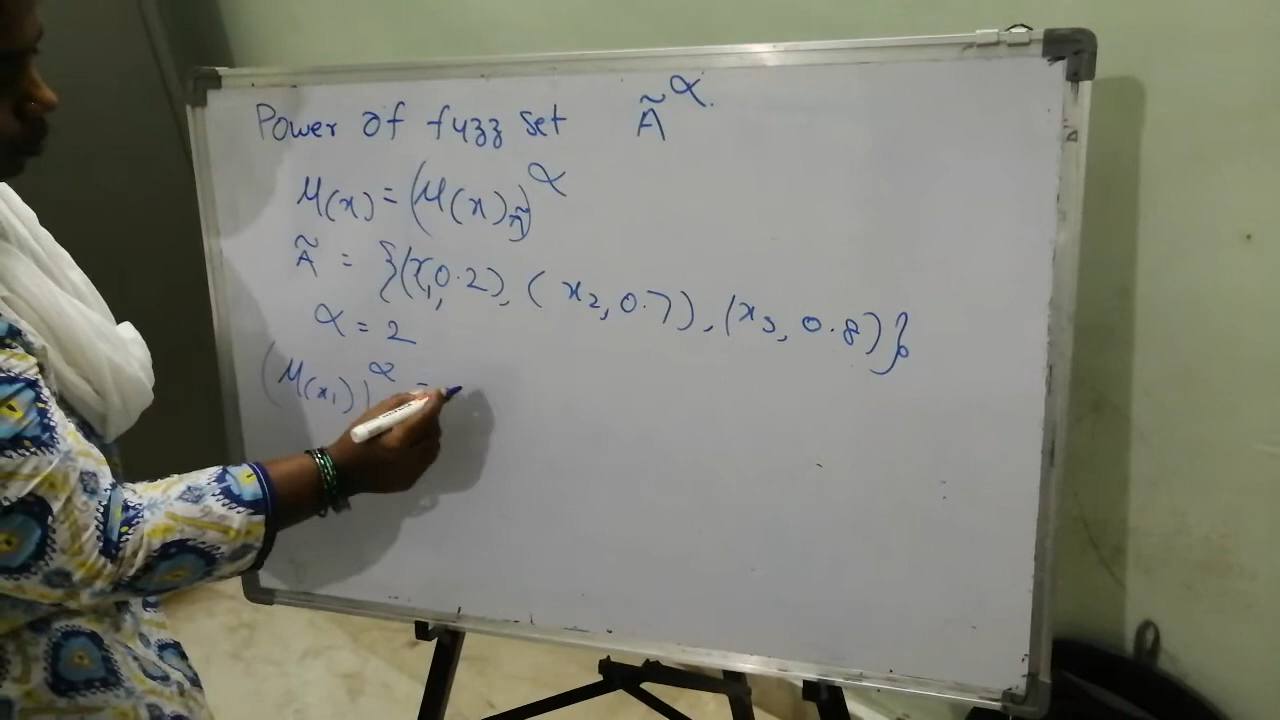 Power of fuzz set Ã^α.
μ(x) = (μ(x)_Ã)^α
Ã = {(x₁, 0.2), (x₂, 0.7), (x₃, 0.8)}
α = 2
(μ(x₁))^α =